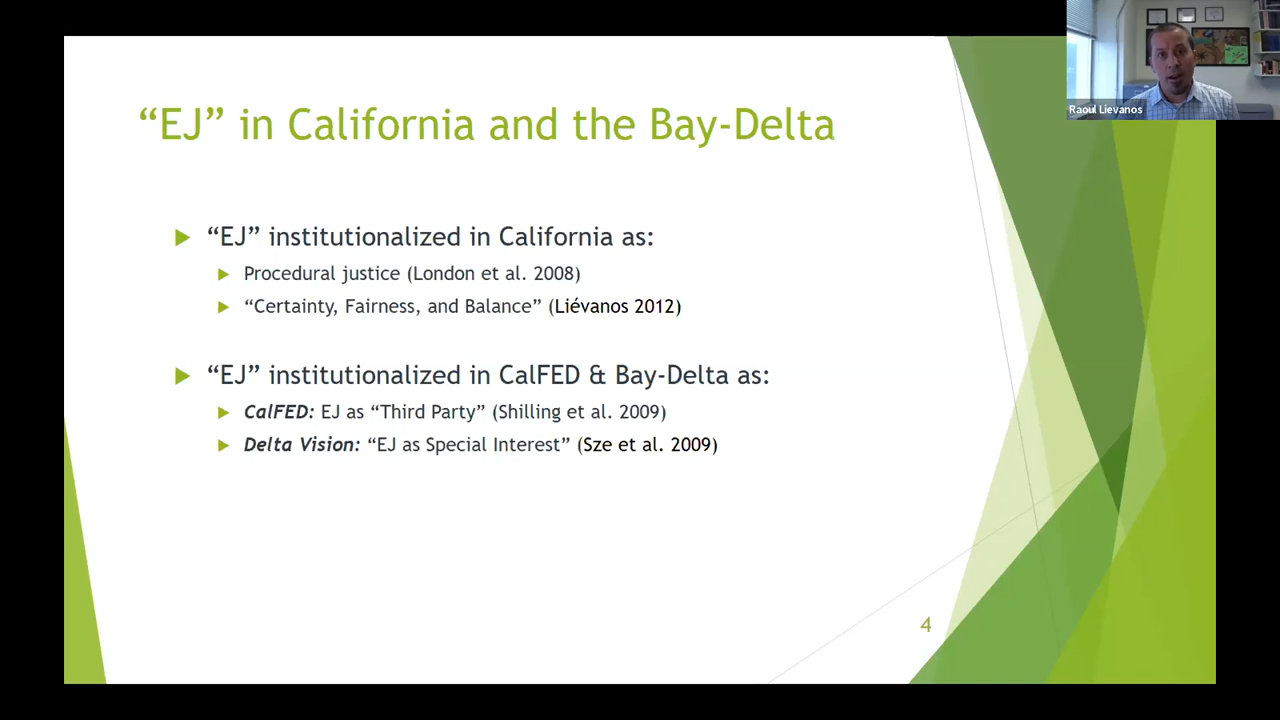 Raoul Lievanos
“EJ” in California and the Bay-Delta
“EJ” institutionalized in California as:
Procedural justice (London et al. 2008)
“Certainty, Fairness, and Balance” (Liévanos 2012)
“EJ” institutionalized in CalFED & Bay-Delta as:
CalFED: EJ as “Third Party” (Shilling et al. 2009)
Delta Vision: “EJ as Special Interest” (Sze et al. 2009)
4